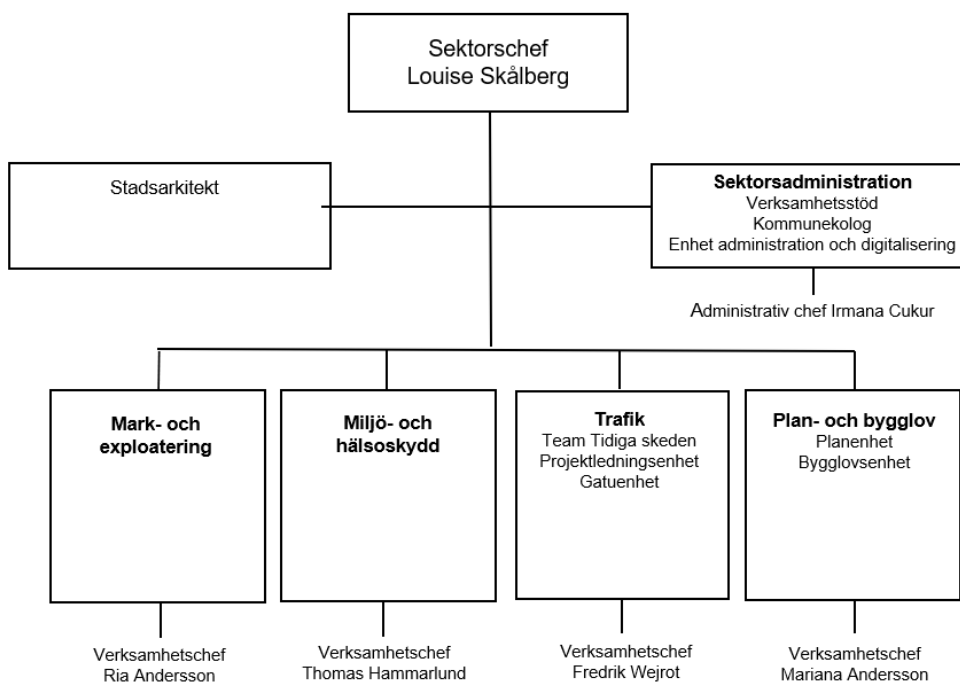 Sektorschef
Louise Skålberg
Stadsarkitekt
Sektorsadministration
Verksamhetsstöd
Kommunekolog
Enhet administration och digitalisering
Administrativ chef Irmana Cukur
Mark- och
exploatering
Verksamhetschef
Ria Andersson
Miljö- och
hälsoskydd
Verksamhetschef
Thomas Hammarlund
Trafik
Team Tidiga skeden
Projektledningsenhet
Gatuenhet
Verksamhetschef
Fredrik Wejrot
Plan- och bygglov
Planenhet
Bygglovsenhet
Verksamhetschef
Mariana Andersson